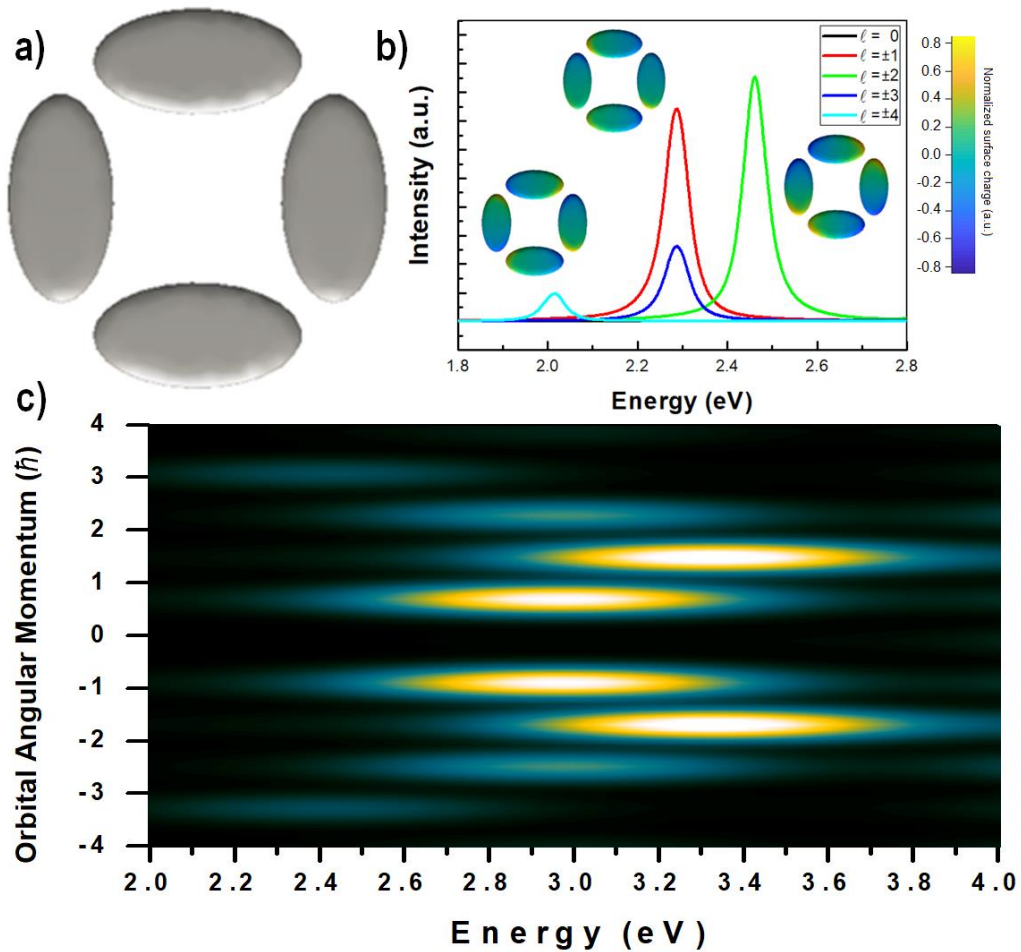 a)
b)
ℓ = 0
ℓ = ±1
ℓ = ±2
ℓ = ±3
ℓ = ±4
Intensity (a.u.)
1.8 2.0 2.2 2.4 2.6 2.8
Energy (eV)
0.8
0.6
0.4
0.2
0.0
-0.2
-0.4
-0.6
-0.8
Normalized surface charge (a.u.)
c)
Orbital Angular Momentum (ℏ)
4
3
2
1
0
-1
-2
-3
-4
2.0 2.2 2.4 2.6 2.8 3.0 3.2 3.4 3.6 3.8 4.0
Energy (eV)